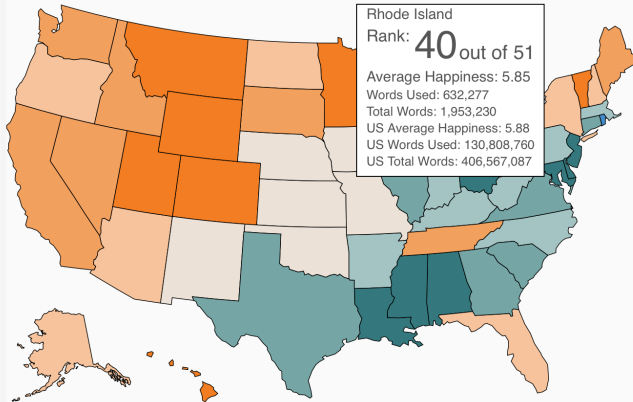 Rhode Island
Rank: 40 out of 51
Average Happiness: 5.85
Words Used: 632,277
Total Words: 1,953,230
US Average Happiness: 5.88
US Words Used: 130,808,760
US Total Words: 406,567,087